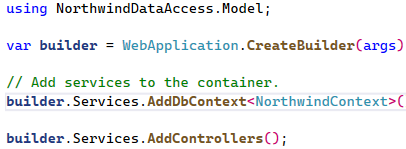 using NorthwindDataAccess.Model;
var builder = WebApplication.CreateBuilder(args)
// Add services to the container.
builder.Services.AddDbContext<NorthwindContext>(
builder.Services.AddControllers();